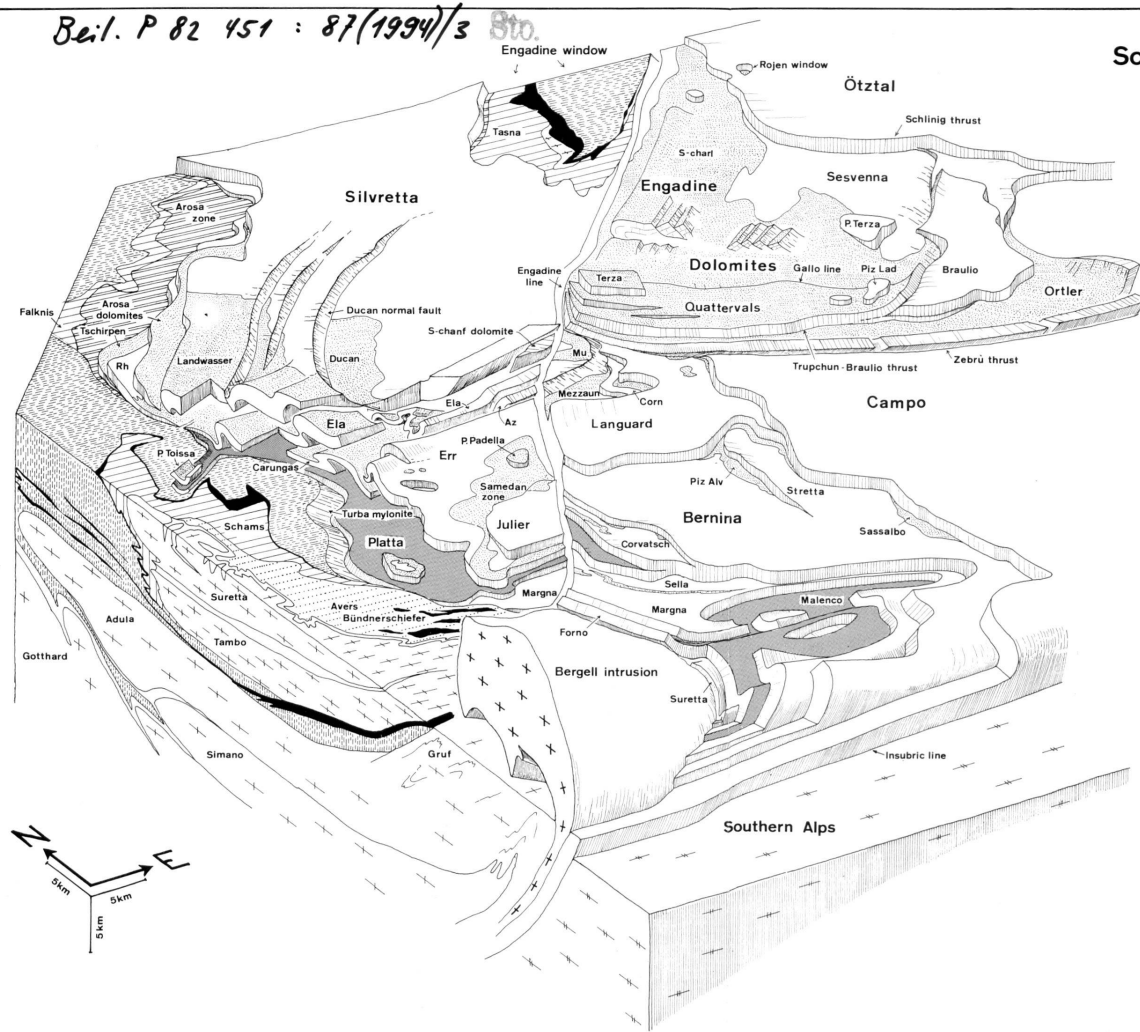 Beil. P 82 451 : 87(1994)/3 Sto.
Engadine window
Sc
Rojen window
Ötztal
Schlinig thrust
Tasna
S-charl
Sesvenna
Silvretta
Engadine
Arosa
zone
P. Terza
Dolomites
Gallo line
Piz Lad
Braulio
Engadine
line
Terza
Ortler
Quattervals
Falknis
Arosa
dolomites
Ducan normal fault
Tschirpen
S-chanf dolomite
Landwasser
Ducan
Mu
Rh
Trupchun-Braulio thrust
Zebrù thrust
Mezzaun
Corn
Campo
Ela
Ela
Az
Languard
Err
P. Padella
P. Toissa
Carungas
Samedan
zone
Piz Alv
Stretta
Turba mylonite
Bernina
Schams
Julier
Sassalbo
Platta
Corvatsch
Suretta
Sella
Margna
Malenco
Avers
Bündnerschiefer
Margna
Adula
Tambo
Forno
Gotthard
Bergell intrusion
Suretta
Simano
Gruf
Insubric line
Southern Alps
N
E
5km
5km
5km